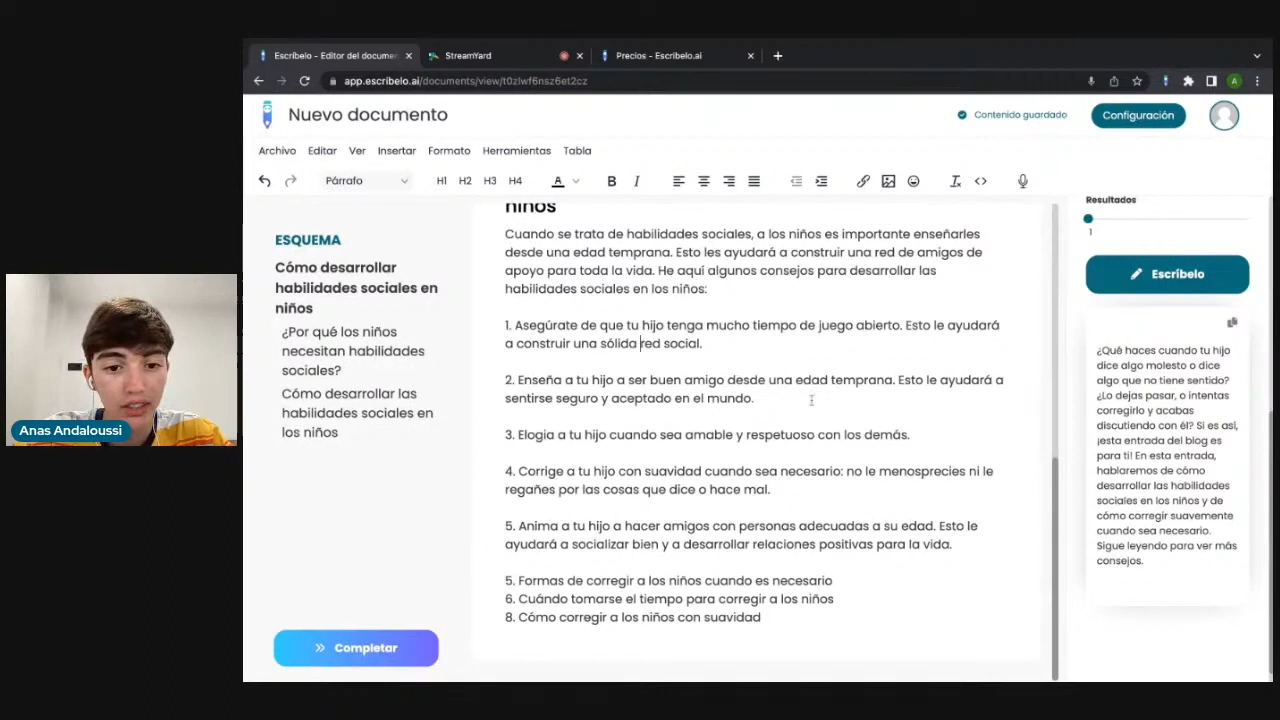 Escríbelo - Editor del documen
StreamYard
Precios - Escribelo.ai
app.escribelo.ai/documents/view/t0zlwf6nsz6et2cz
A
Nuevo documento
Contenido guardado
Configuración
Archivo
Editar
Ver
Insertar
Formato
Herramientas
Tabla
Párrafo
H1
H2
H3
H4
A
B
I
ESQUEMA
Cómo desarrollar
habilidades sociales en
niños
¿Por qué los niños
necesitan habilidades
sociales?
Cómo desarrollar las
habilidades sociales en
los niños
Completar
niños
Cuando se trata de habilidades sociales, a los niños es importante enseñarles
desde una edad temprana. Esto les ayudará a construir una red de amigos de
apoyo para toda la vida. He aquí algunos consejos para desarrollar las
habilidades sociales en los niños:
1. Asegúrate de que tu hijo tenga mucho tiempo de juego abierto. Esto le ayudará
a construir una sólida red social.
2. Enseña a tu hijo a ser buen amigo desde una edad temprana. Esto le ayudará a
sentirse seguro y aceptado en el mundo.
3. Elogia a tu hijo cuando sea amable y respetuoso con los demás.
4. Corrige a tu hijo con suavidad cuando sea necesario: no le menosprecies ni le
regañes por las cosas que dice o hace mal.
5. Anima a tu hijo a hacer amigos con personas adecuadas a su edad. Esto le
ayudará a socializar bien y a desarrollar relaciones positivas para la vida.
5. Formas de corregir a los niños cuando es necesario
6. Cuándo tomarse el tiempo para corregir a los niños
8. Cómo corregir a los niños con suavidad
Resultados
1
Escríbelo
¿Qué haces cuando tu hijo
dice algo molesto o dice
algo que no tiene sentido?
¿Lo dejas pasar, o intentas
corregirlo y acabas
discutiendo con él? Si es así,
¡esta entrada del blog es
para ti! En esta entrada,
hablaremos de cómo
desarrollar las habilidades
sociales en los niños y de
cómo corregir suavemente
cuando sea necesario.
Sigue leyendo para ver más
consejos.
Anas Andaloussi